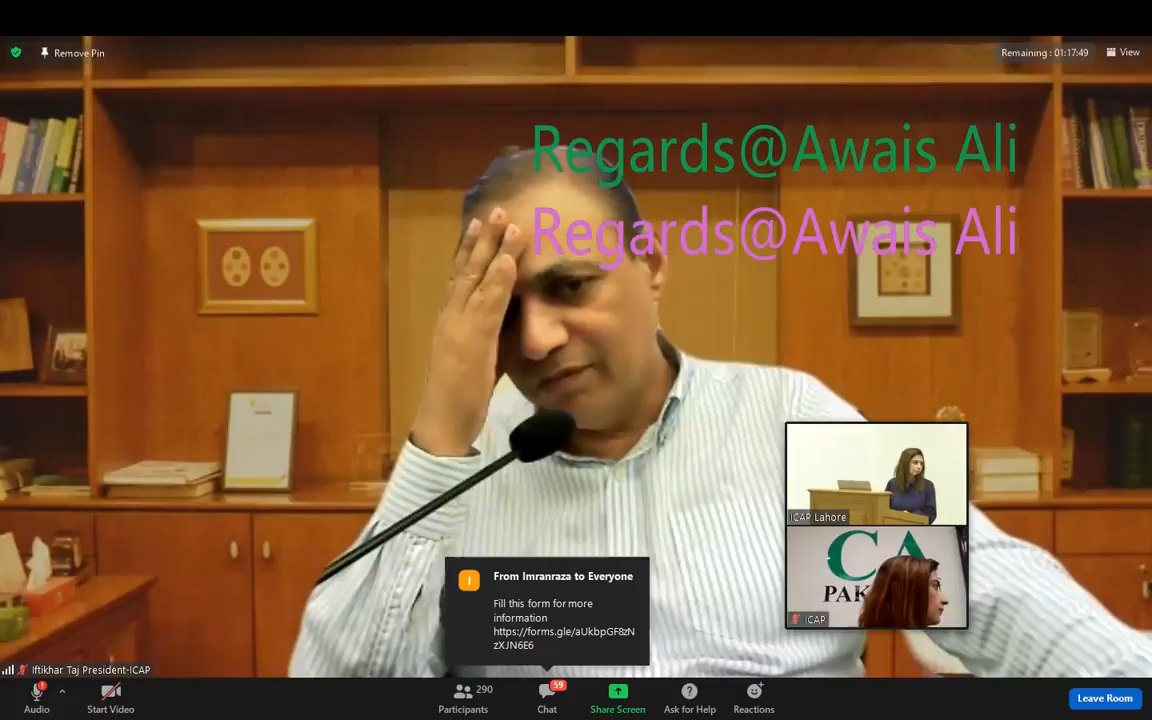 Remove Pin
Remaining : 01:17:49
View
Regards@Awais Ali
Regards@Awais Ali
ICAP Lahore
CA
PAK
ICAP
From Imranraza to Everyone
I
Fill this form for more
information
https://forms.gle/aUkbpGF8zN
zXJN6E6
Iftikhar Taj President-ICAP
Audio
Start Video
290
Participants
59
Chat
Share Screen
Ask for Help
Reactions
Leave Room